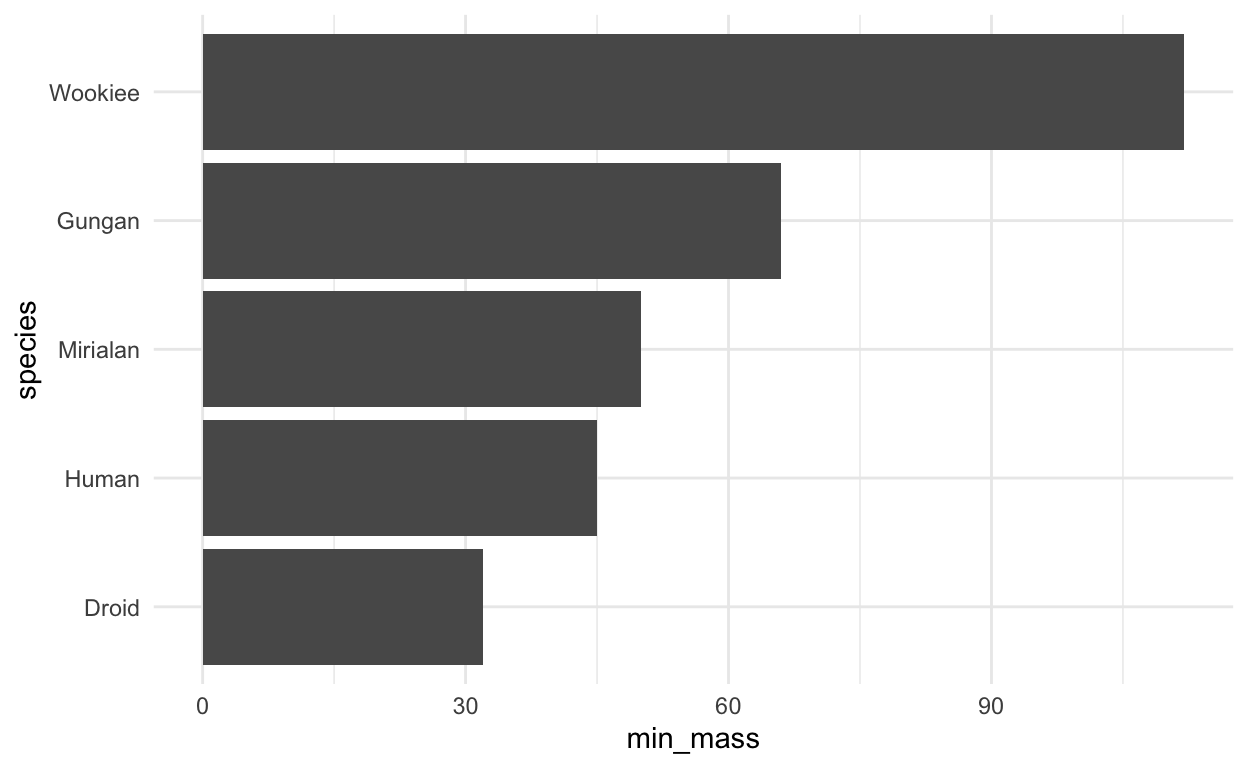 Wookiee
Gungan
Mirialan
Human
Droid
species
0 30 60 90
min_mass